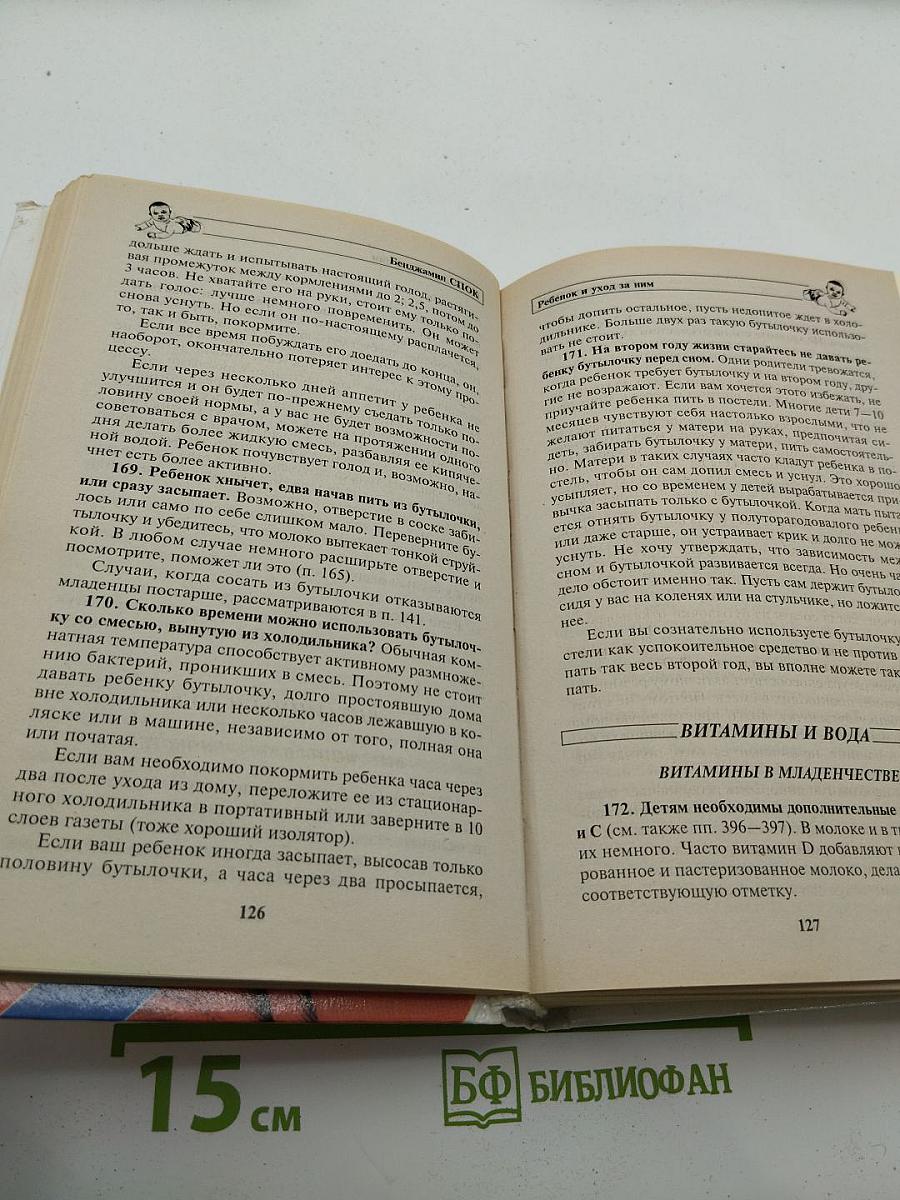 Бенджамин СПОК
дольше ждать и испытывать настоящий голод, растяги-
вая промежуток между кормлениями до 2; 2,5, потом до
3 часов. Не хватайте его на руки, стоит ему только по-
дать голос: лучше немного повременить. Он может
снова уснуть. Но если он по-настоящему расплачется,
то, так и быть, покормите.
Если все время побуждать его доедать до конца, он,
наоборот, окончательно потеряет интерес к этому про-
цессу.
Если через несколько дней аппетит у ребенка не
улучшится и он будет по-прежнему съедать только по-
ловину своей нормы, а у вас не будет возможности по-
советоваться с врачом, можете на протяжении одного
дня делать более жидкую смесь, разбавляя ее кипяче-
ной водой. Ребенок почувствует голод и, возможно, на-
чнет есть более активно.
169. Ребенок хнычет, едва начав пить из бутылочки,
или сразу засыпает. Возможно, отверстие в соске заби-
лось или само по себе слишком мало. Переверните бу-
тылочку и убедитесь, что молоко вытекает тонкой струй-
кой. В любом случае немного расширьте отверстие и
посмотрите, поможет ли это (п. 165).
Случаи, когда сосать из бутылочки отказываются
младенцы постарше, рассматриваются в п. 141.
170. Сколько времени можно использовать бутылоч-
ку со смесью, вынутую из холодильника? Обычная ком-
натная температура способствует активному размноже-
нию бактерий, проникших в смесь. Поэтому не стоит
давать ребенку бутылочку, долго простоявшую дома
вне холодильника или несколько часов лежавшую в ко-
ляске или в машине, независимо от того, полная она
или початая.
Если вам необходимо покормить ребенка часа через
два после ухода из дому, переложите ее из стационар-
ного холодильника в портативный или заверните в 10
слоев газеты (тоже хороший изолятор).
Если ваш ребенок иногда засыпает, высосав только
половину бутылочки, а часа через два просыпается,
126
Ребенок и уход за ним
чтобы допить остальное, пусть недопитое ждет в холо-
дильнике. Больше двух раз такую бутылочку использо-
вать не стоит.
171. На втором году жизни старайтесь не давать ре-
бенку бутылочку перед сном. Одни родители тревожатся,
когда ребенок требует бутылочку и на втором году, дру-
гие не возражают. Если вам хочется этого избежать, не
приучайте ребенка пить в постели. Многие дети 7—10
месяцев чувствуют себя настолько взрослыми, что не
желают питаться у матери на руках, предпочитая си-
деть, забирать бутылочку у матери, пить самостоятель-
но. Матери в таких случаях часто кладут ребенка в по-
стель, чтобы он сам допил смесь и уснул. Это хорошо
усыпляет, но со временем у детей вырабатывается при-
вычка засыпать только с бутылочкой. Когда мать пыта
ется отнять бутылочку у полуторагодовалого ребен
или даже старше, он устраивает крик и долго не мож
уснуть. Не хочу утверждать, что зависимость меж
сном и бутылочкой развивается всегда. Но очень ча
дело обстоит именно так. Пусть сам держит бутыло
сидя у вас на коленях или на стульчике, но ложите
нее.
Если вы сознательно используете бутылочку
стели как успокоительное средство и не против
пать так весь второй год, вы вполне можете так
пать.
ВИТАМИНЫ И ВОДА
ВИТАМИНЫ В МЛАДЕНЧЕСТВЕ
172. Детям необходимы дополнительные
и С (см. также пп. 396—397). В молоке и в
их немного. Часто витамин D добавляют
рованное и пастеризованное молоко, дела
соответствующую отметку.
127
15 см
БФ БИБЛИОФАН